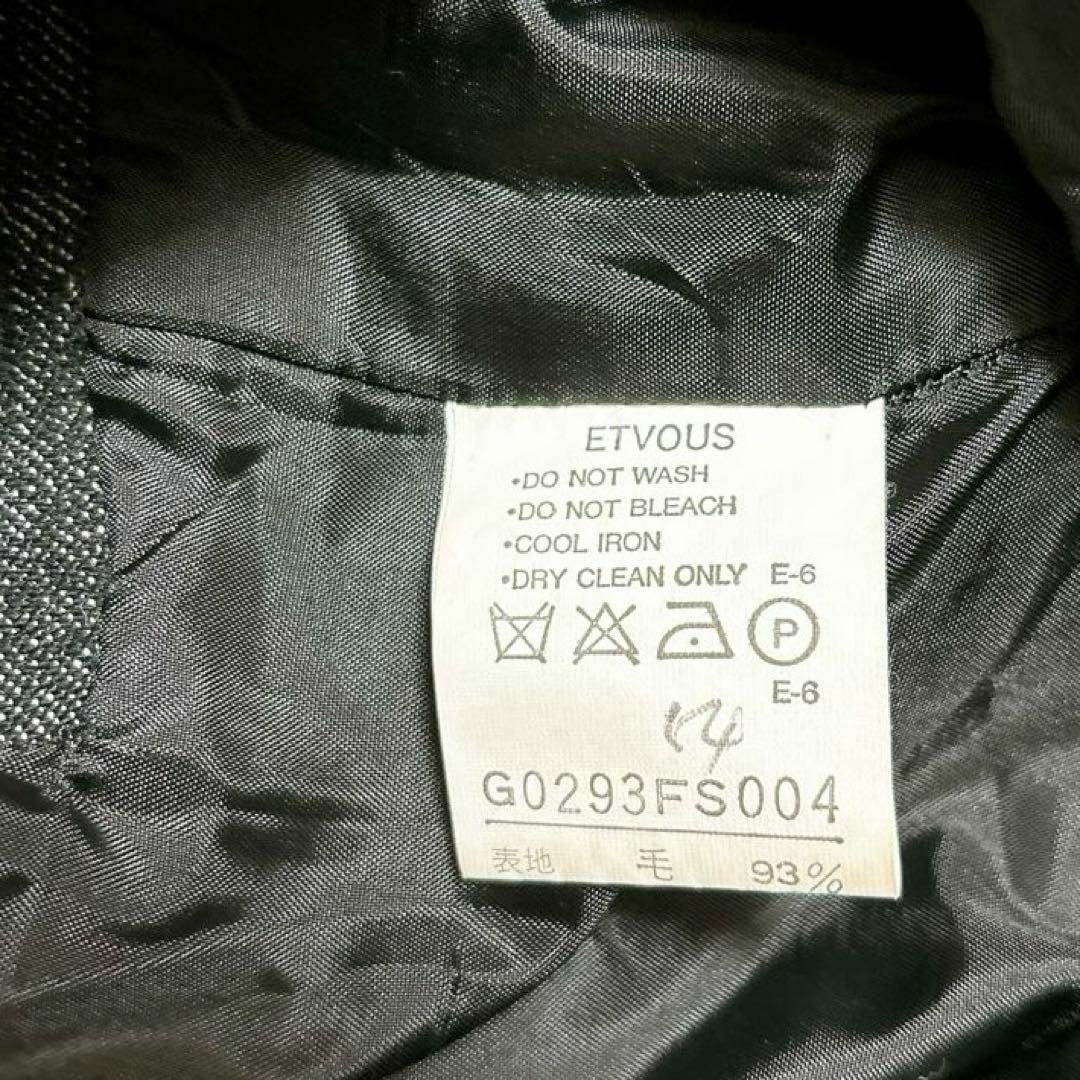 ETVOUS
•DO NOT WASH
•DO NOT BLEACH
•COOL IRON
•DRY CLEAN ONLY E-6
P
E-6
G0293FS004
表地 毛 93%